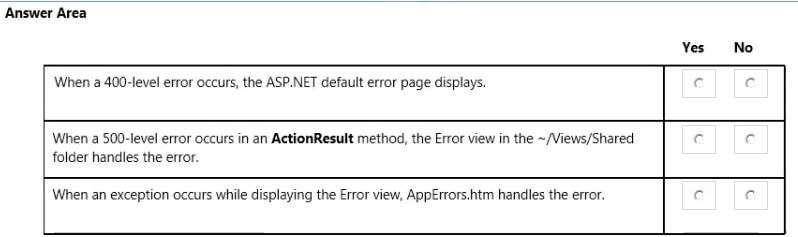 Answer Area
Yes No
When a 400-level error occurs, the ASP.NET default error page displays.
When a 500-level error occurs in an ActionResult method, the Error view in the ~/Views/Shared
folder handles the error.
When an exception occurs while displaying the Error view, AppErrors.htm handles the error.